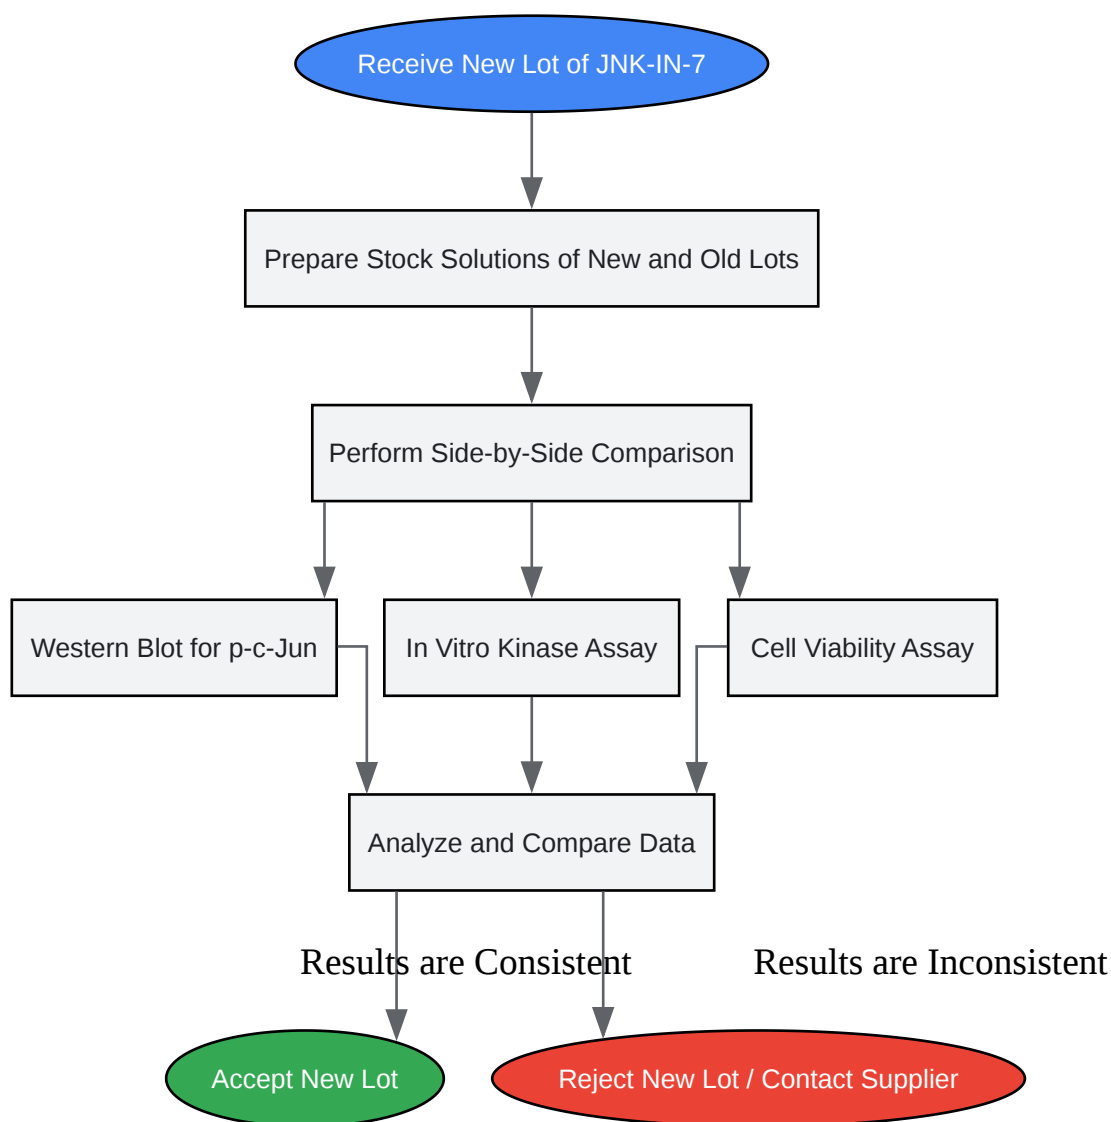 Receive New Lot of JNK-IN-7
Prepare Stock Solutions of New and Old Lots
Perform Side-by-Side Comparison
Western Blot for p-c-Jun
In Vitro Kinase Assay
Cell Viability Assay
Analyze and Compare Data
Results are Consistent
Results are Inconsistent
Accept New Lot
Reject New Lot / Contact Supplier